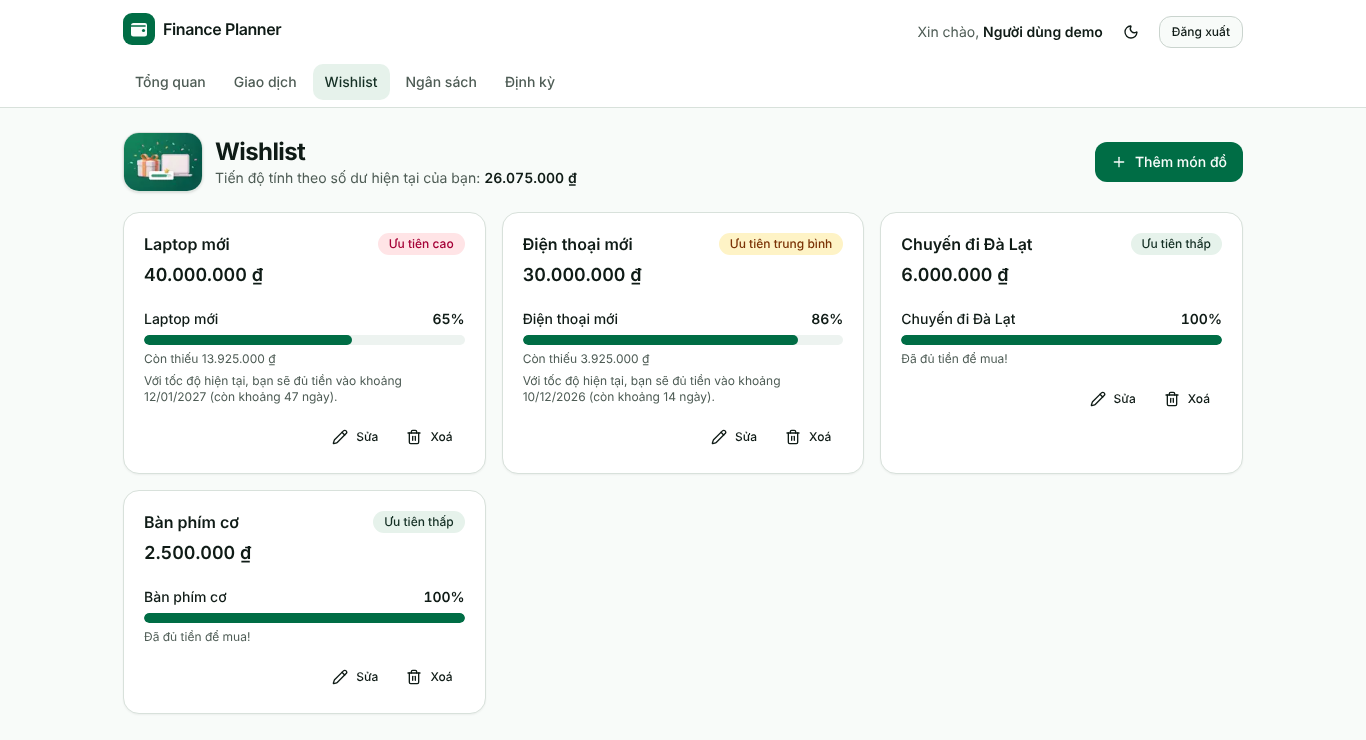 Finance Planner
Xin chào, Người dùng demo
Đăng xuất
Tổng quan
Giao dịch
Wishlist
Ngân sách
Định kỳ
Wishlist
Tiến độ tính theo số dư hiện tại của bạn: 26.075.000 ₫
Thêm món đồ
Laptop mới
Ưu tiên cao
40.000.000 ₫
Laptop mới
65%
Còn thiếu 13.925.000 ₫
Với tốc độ hiện tại, bạn sẽ đủ tiền vào khoảng
12/01/2027 (còn khoảng 47 ngày).
Sửa
Xoá
Điện thoại mới
Ưu tiên trung bình
30.000.000 ₫
Điện thoại mới
86%
Còn thiếu 3.925.000 ₫
Với tốc độ hiện tại, bạn sẽ đủ tiền vào khoảng
10/12/2026 (còn khoảng 14 ngày).
Sửa
Xoá
Chuyến đi Đà Lạt
Ưu tiên thấp
6.000.000 ₫
Chuyến đi Đà Lạt
100%
Đã đủ tiền để mua!
Sửa
Xoá
Bàn phím cơ
Ưu tiên thấp
2.500.000 ₫
Bàn phím cơ
100%
Đã đủ tiền để mua!
Sửa
Xoá